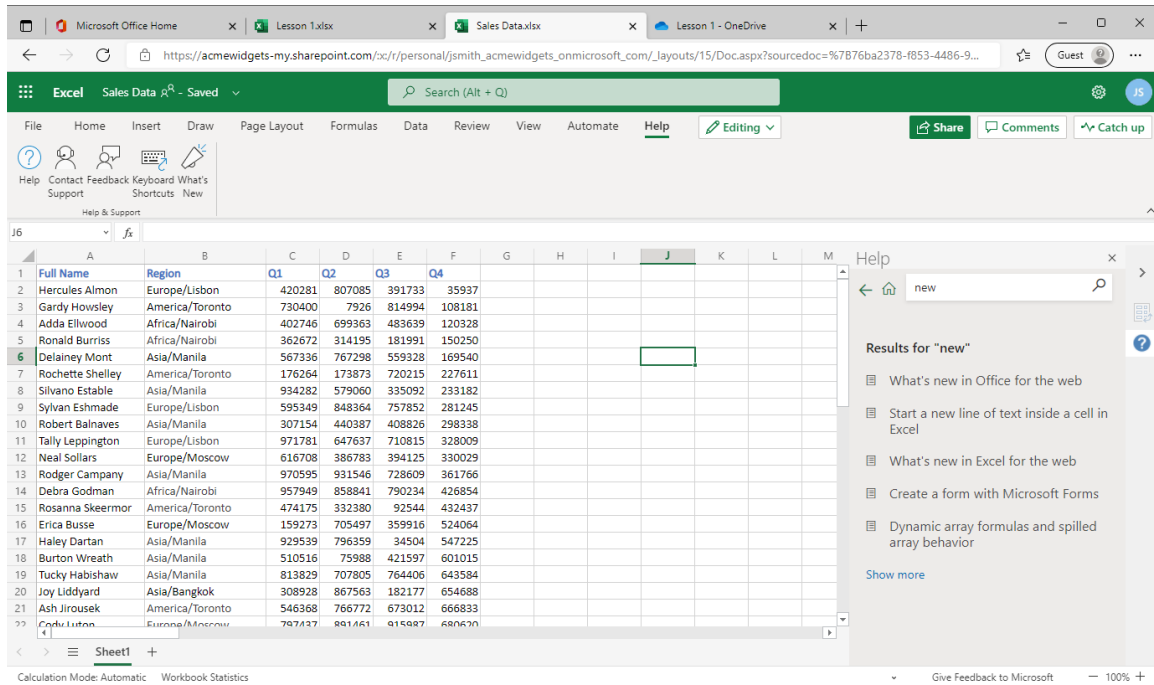 Microsoft Office Home Lesson 1.xlsx Sales Data.xlsx Lesson 1 - OneDrive
https://acmewidgets-my.sharepoint.com/:x:/r/personal/jsmith_acmewidgets_onmicrosoft_com/_layouts/15/Doc.aspx?sourcedoc=%7B76ba2378-f853-4486-9... Guest
Excel Sales Data - Saved Search (Alt + Q) JS
File Home Insert Draw Page Layout Formulas Data Review View Automate Help Editing Share Comments Catch up
Help Contact Support Feedback Keyboard Shortcuts What's New
Help & Support
J6 fx
A B C D E F G H I J K L M
1 Full Name Region Q1 Q2 Q3 Q4
2 Hercules Almon Europe/Lisbon 420281 807085 391733 35937
3 Gardy Howsley America/Toronto 730400 7926 814994 108181
4 Adda Ellwood Africa/Nairobi 402746 699363 483639 120328
5 Ronald Burriss Africa/Nairobi 362672 314195 181991 150250
6 Delainey Mont Asia/Manila 567336 767298 559328 169540
7 Rochette Shelley America/Toronto 176264 173873 720215 227611
8 Silvano Estable Asia/Manila 934282 579060 335092 233182
9 Sylvan Eshmade Europe/Lisbon 595349 848364 757852 281245
10 Robert Balnaves Asia/Manila 307154 440387 408826 298338
11 Tally Leppington Europe/Lisbon 971781 647637 710815 328009
12 Neal Sollars Europe/Moscow 616708 386783 394125 330029
13 Rodger Campany Asia/Manila 970595 931546 728609 361766
14 Debra Godman Africa/Nairobi 957949 858841 790234 426854
15 Rosanna Skeermor America/Toronto 474175 332380 92544 432437
16 Erica Busse Europe/Moscow 159273 705497 359916 524064
17 Haley Dartan Asia/Manila 929539 796359 34504 547225
18 Burton Wreath Asia/Manila 510516 75988 421597 601015
19 Tucky Habishaw Asia/Manila 813829 707805 764406 643584
20 Joy Liddyard Asia/Bangkok 308928 867563 182177 654688
21 Ash Jirousek America/Toronto 546368 766772 673012 666833
22 Cody Luton Europe/Moscow 797437 891461 915987 680620
Help
new
Results for "new"
What's new in Office for the web
Start a new line of text inside a cell in
Excel
What's new in Excel for the web
Create a form with Microsoft Forms
Dynamic array formulas and spilled
array behavior
Show more
Sheet1
Calculation Mode: Automatic Workbook Statistics Give Feedback to Microsoft 100%